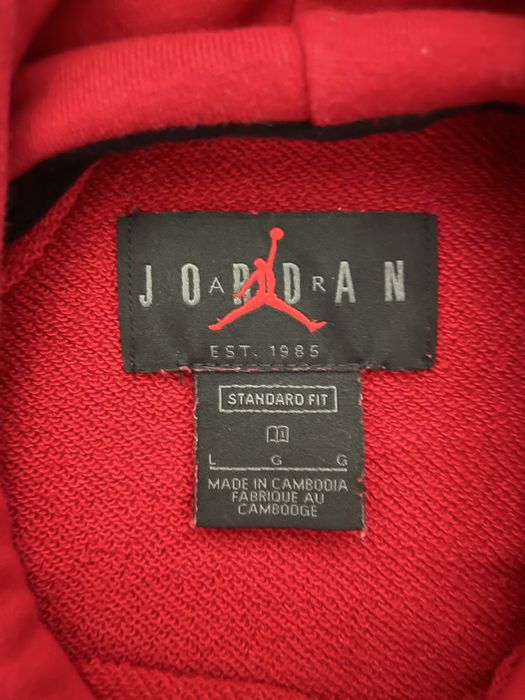 JORDAN
AIR
EST. 1985
STANDARD FIT
L G G
MADE IN CAMBODIA
FABRIQUE AU
CAMBODGE